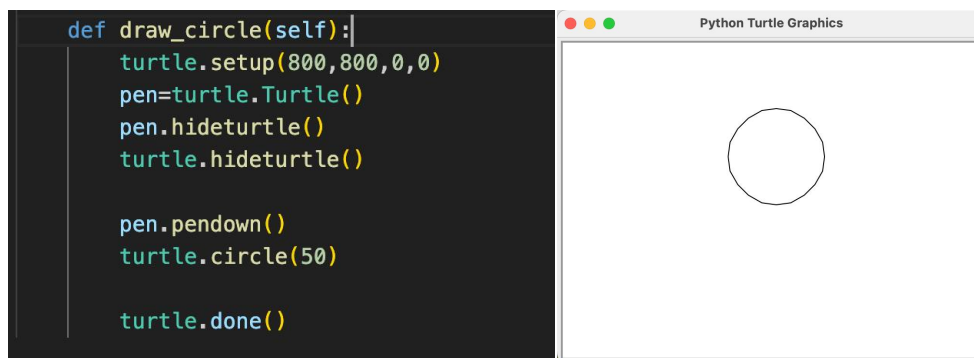 def draw_circle(self):
turtle.setup(800,800,0,0)
pen=turtle.Turtle()
pen.hideturtle()
turtle.hideturtle()
pen.pendown()
turtle.circle(50)
turtle.done()
Python Turtle Graphics